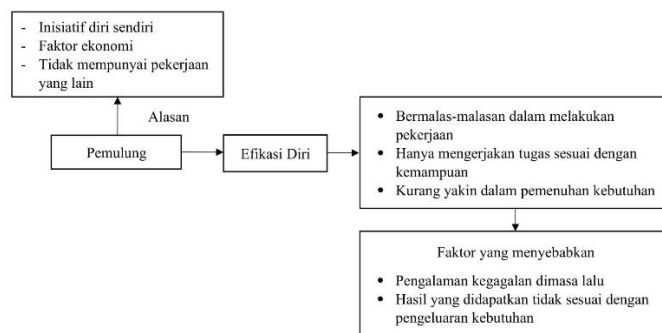 - Inisiatif diri sendiri
- Faktor ekonomi
- Tidak mempunyai pekerjaan
yang lain
Alasan
Pemulung
Efikasi Diri
• Bermalas-malasan dalam melakukan
pekerjaan
• Hanya mengerjakan tugas sesuai dengan
kemampuan
• Kurang yakin dalam pemenuhan kebutuhan
Faktor yang menyebabkan
• Pengalaman kegagalan dimasa lalu
• Hasil yang didapatkan tidak sesuai dengan
pengeluaran kebutuhan